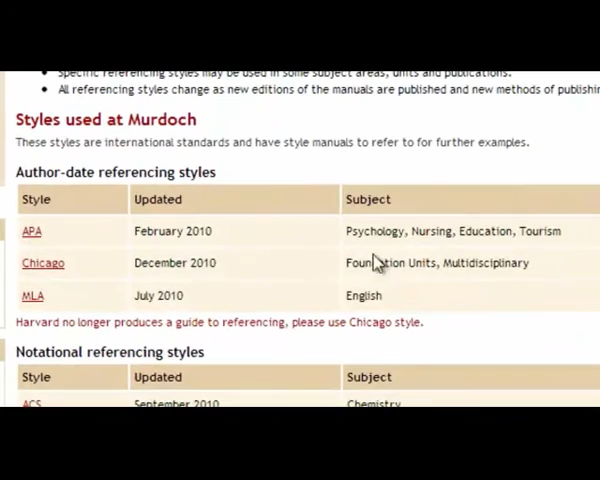 Specific referencing styles may be used in some subject areas, units and publications.
All referencing styles change as new editions of the manuals are published and new methods of
Styles used at Murdoch
These styles are international standards and have style manuals to refer to for further examples.
Author-date referencing styles
Style Updated Subject
APA February 2010 Psychology, Nursing, Education, Tourism
Chicago December 2010 Foundation Units, Multidisciplinary
MLA July 2010 English
Harvard no longer produces a guide to referencing, please use Chicago style.
Notational referencing styles
Style Updated Subject
ACS September 2010 Chemistry